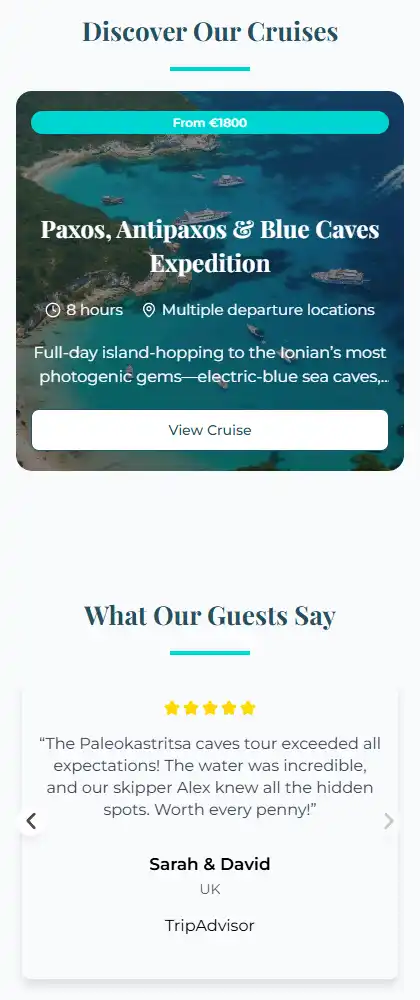 Discover Our Cruises
From €1800
Paxos, Antipaxos & Blue Caves
Expedition
8 hours Multiple departure locations
Full-day island-hopping to the Ionian’s most
photogenic gems—electric-blue sea caves,...
View Cruise
What Our Guests Say
“The Paleokastritsa caves tour exceeded all
expectations! The water was incredible,
and our skipper Alex knew all the hidden
spots. Worth every penny!”
Sarah & David
UK
TripAdvisor